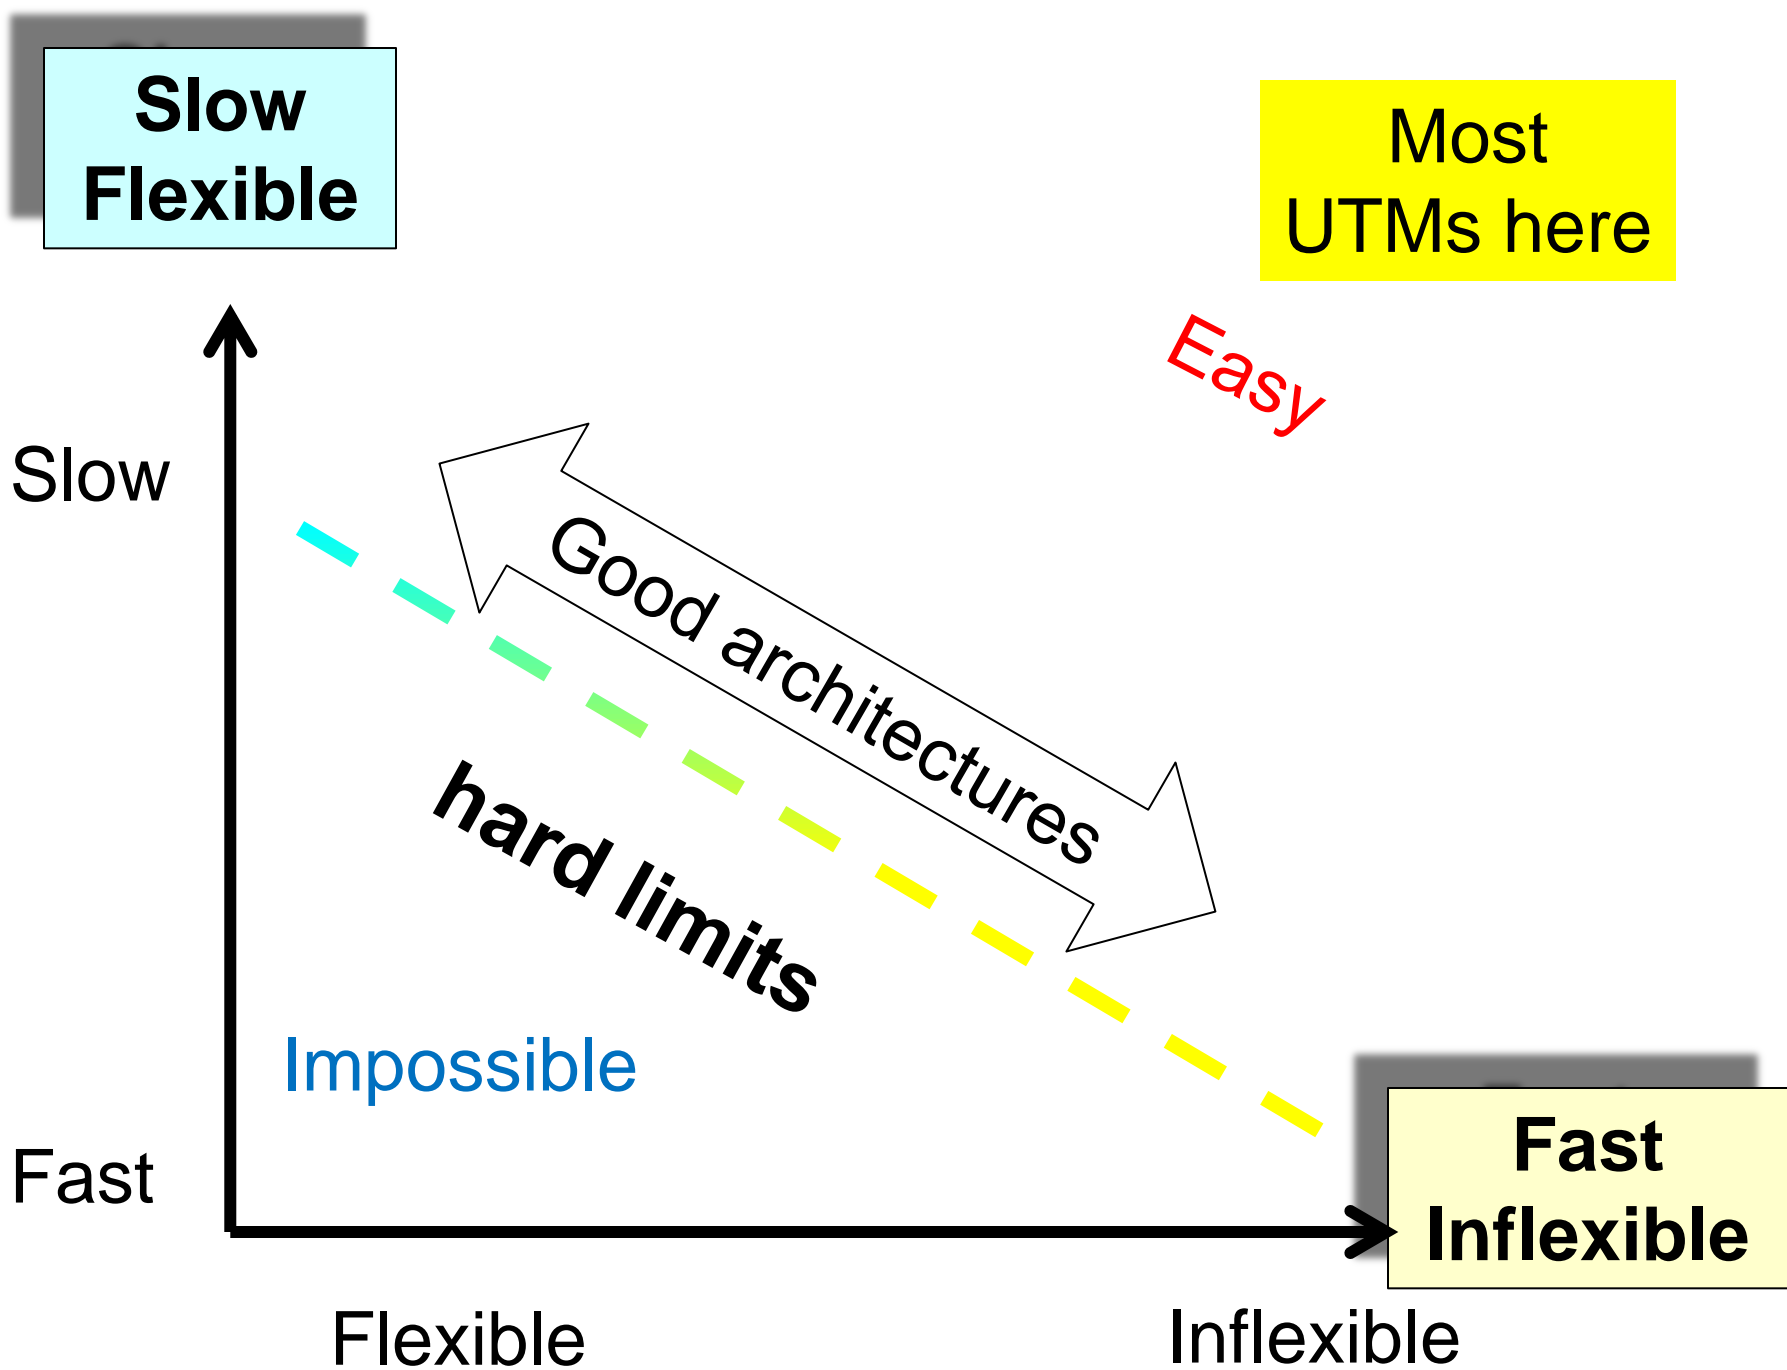 Slow
Flexible
Most
UTMs here
Easy
Slow
Good architectures
hard limits
Impossible
Fast
Fast
Inflexible
Flexible
Inflexible